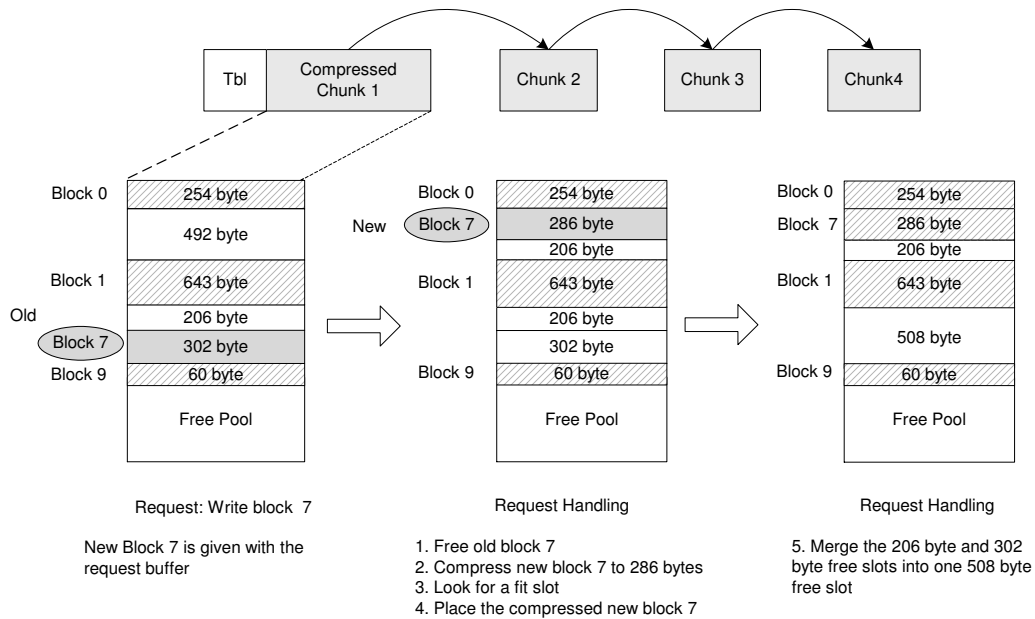 Tbl
Compressed
Chunk 1
Chunk 2
Chunk 3
Chunk4
Block 0
254 byte
492 byte
Block 1
643 byte
206 byte
Old
Block 7
302 byte
Block 9
60 byte
Free Pool
Request: Write block 7
New Block 7 is given with the
request buffer
Block 0
254 byte
New
Block 7
286 byte
206 byte
Block 1
643 byte
206 byte
302 byte
Block 9
60 byte
Free Pool
Request Handling
1. Free old block 7
2. Compress new block 7 to 286 bytes
3. Look for a fit slot
4. Place the compressed new block 7
Block 0
254 byte
Block 7
286 byte
206 byte
Block 1
643 byte
508 byte
Block 9
60 byte
Free Pool
Request Handling
5. Merge the 206 byte and 302
byte free slots into one 508 byte
free slot